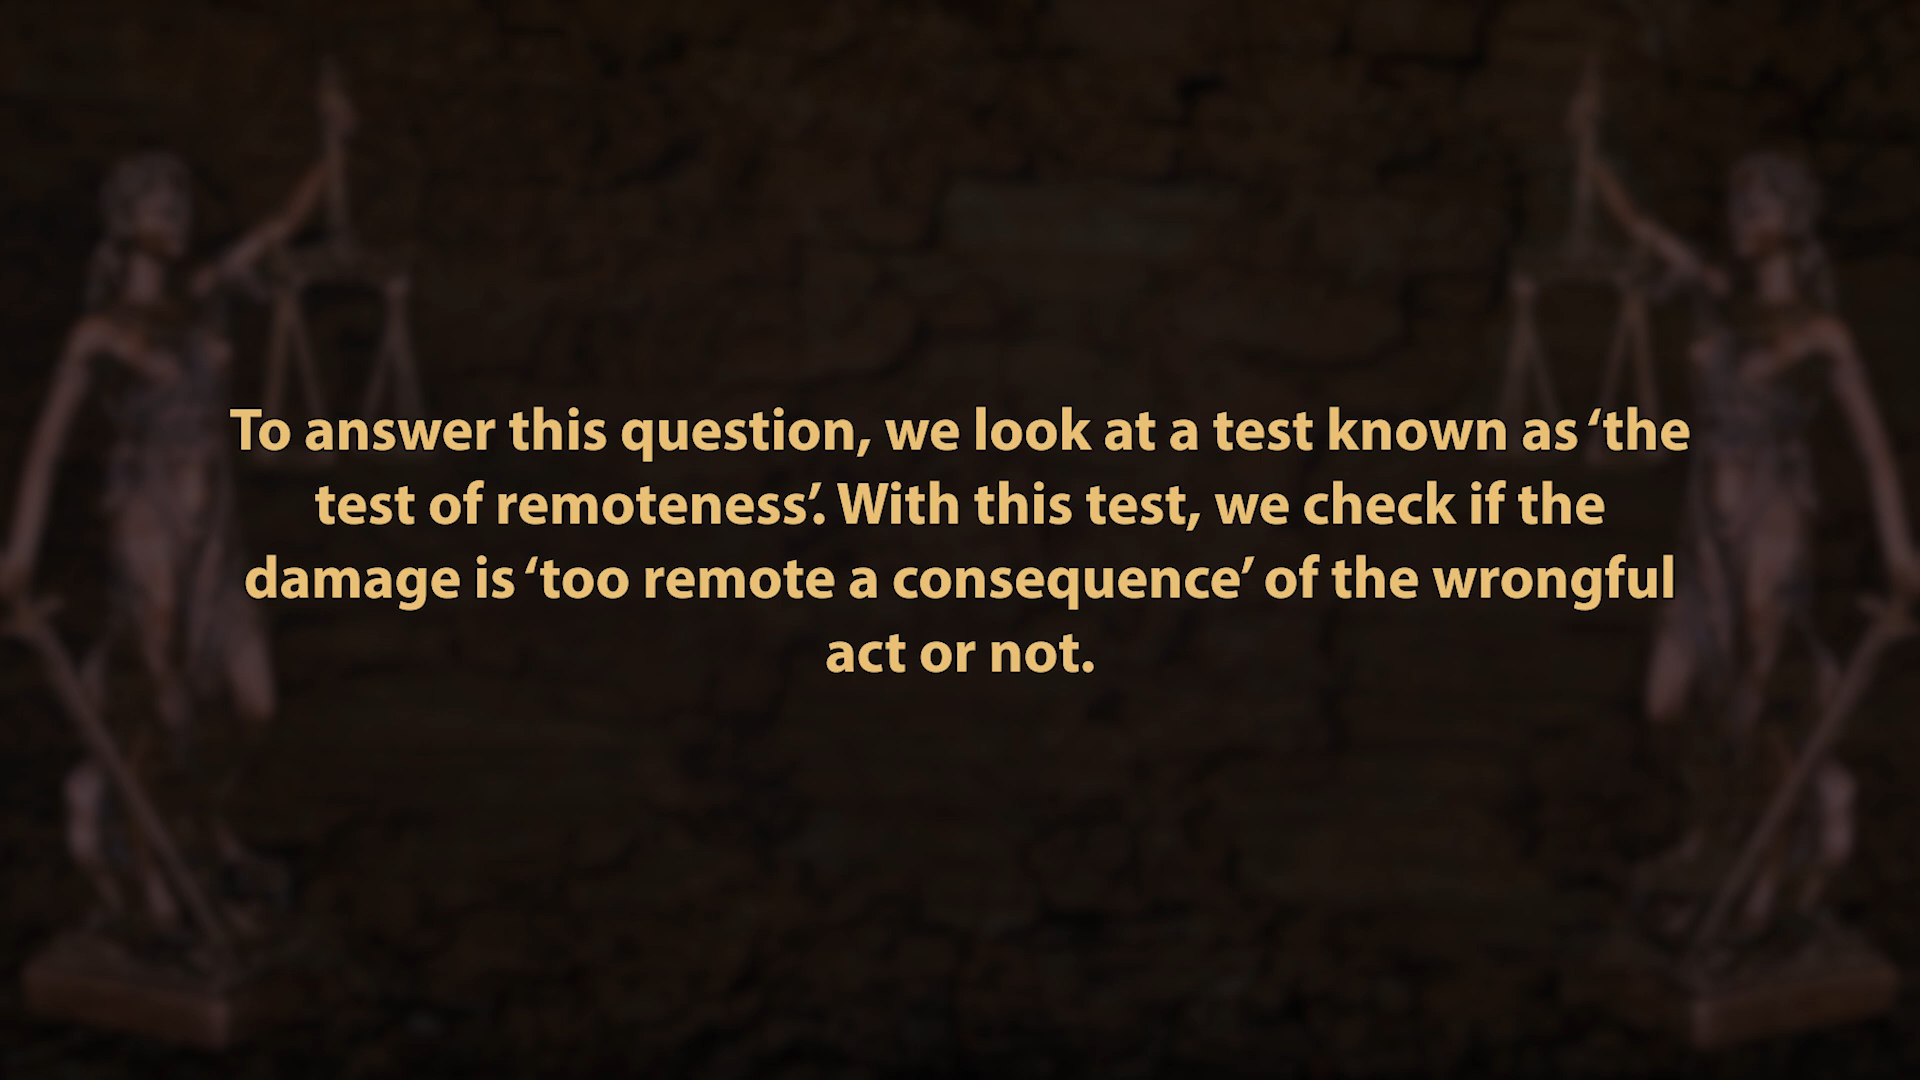 To answer this question, we look at a test known as ‘the
test of remoteness’. With this test, we check if the
damage is ‘too remote a consequence’ of the wrongful
act or not.